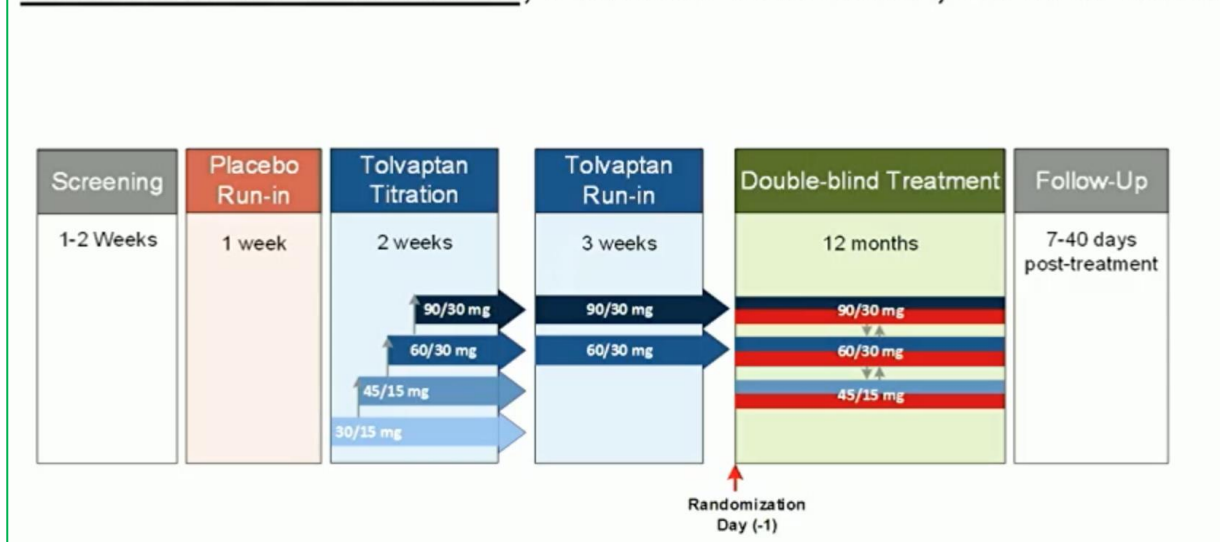 Screening
1-2 Weeks
Placebo
Run-in
1 week
Tolvaptan
Titration
2 weeks
90/30 mg
60/30 mg
45/15 mg
30/15 mg
Tolvaptan
Run-in
3 weeks
90/30 mg
60/30 mg
Double-blind Treatment
12 months
90/30 mg
60/30 mg
45/15 mg
Follow-Up
7-40 days
post-treatment
Randomization
Day (-1)